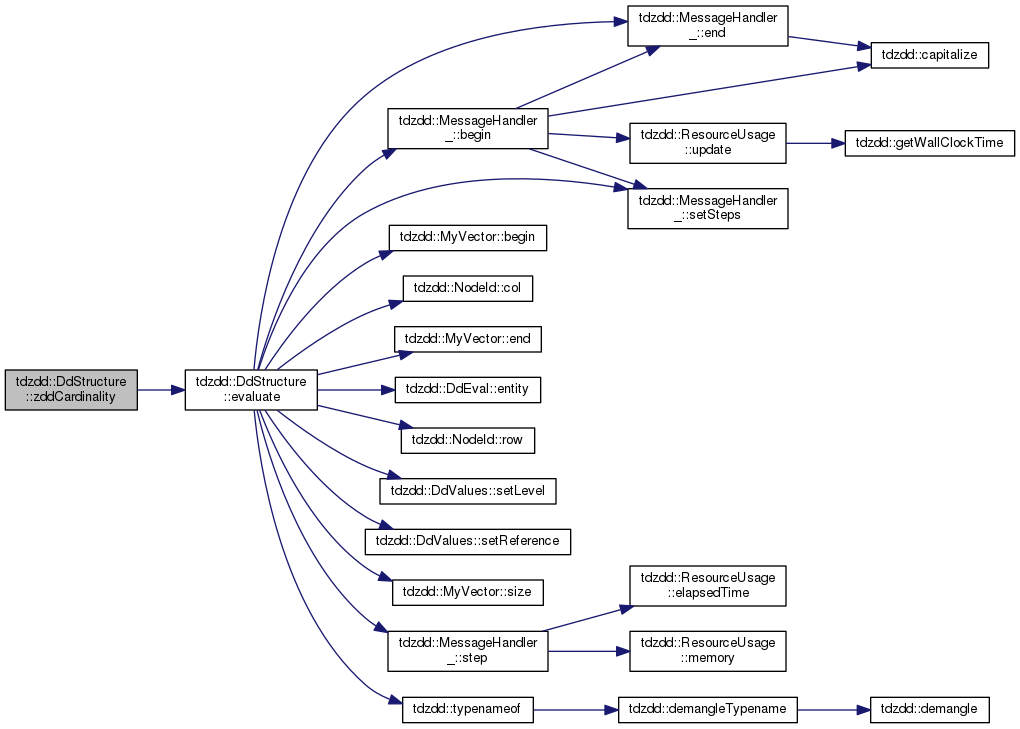 tdzdd::MessageHandler
_::end
tdzdd::capitalize
tdzdd::MessageHandler
_::begin
tdzdd::ResourceUsage
::update
tdzdd::getWallClockTime
tdzdd::MessageHandler
_::setSteps
tdzdd::MyVector::begin
tdzdd::NodeId::col
tdzdd::MyVector::end
tdzdd::DdStructure
::zddCardinality
tdzdd::DdStructure
::evaluate
tdzdd::DdEval::entity
tdzdd::NodeId::row
tdzdd::DdValues::setLevel
tdzdd::DdValues::setReference
tdzdd::MyVector::size
tdzdd::ResourceUsage
::elapsedTime
tdzdd::MessageHandler
_::step
tdzdd::ResourceUsage
::memory
tdzdd::typenameof
tdzdd::demangleTypename
tdzdd::demangle